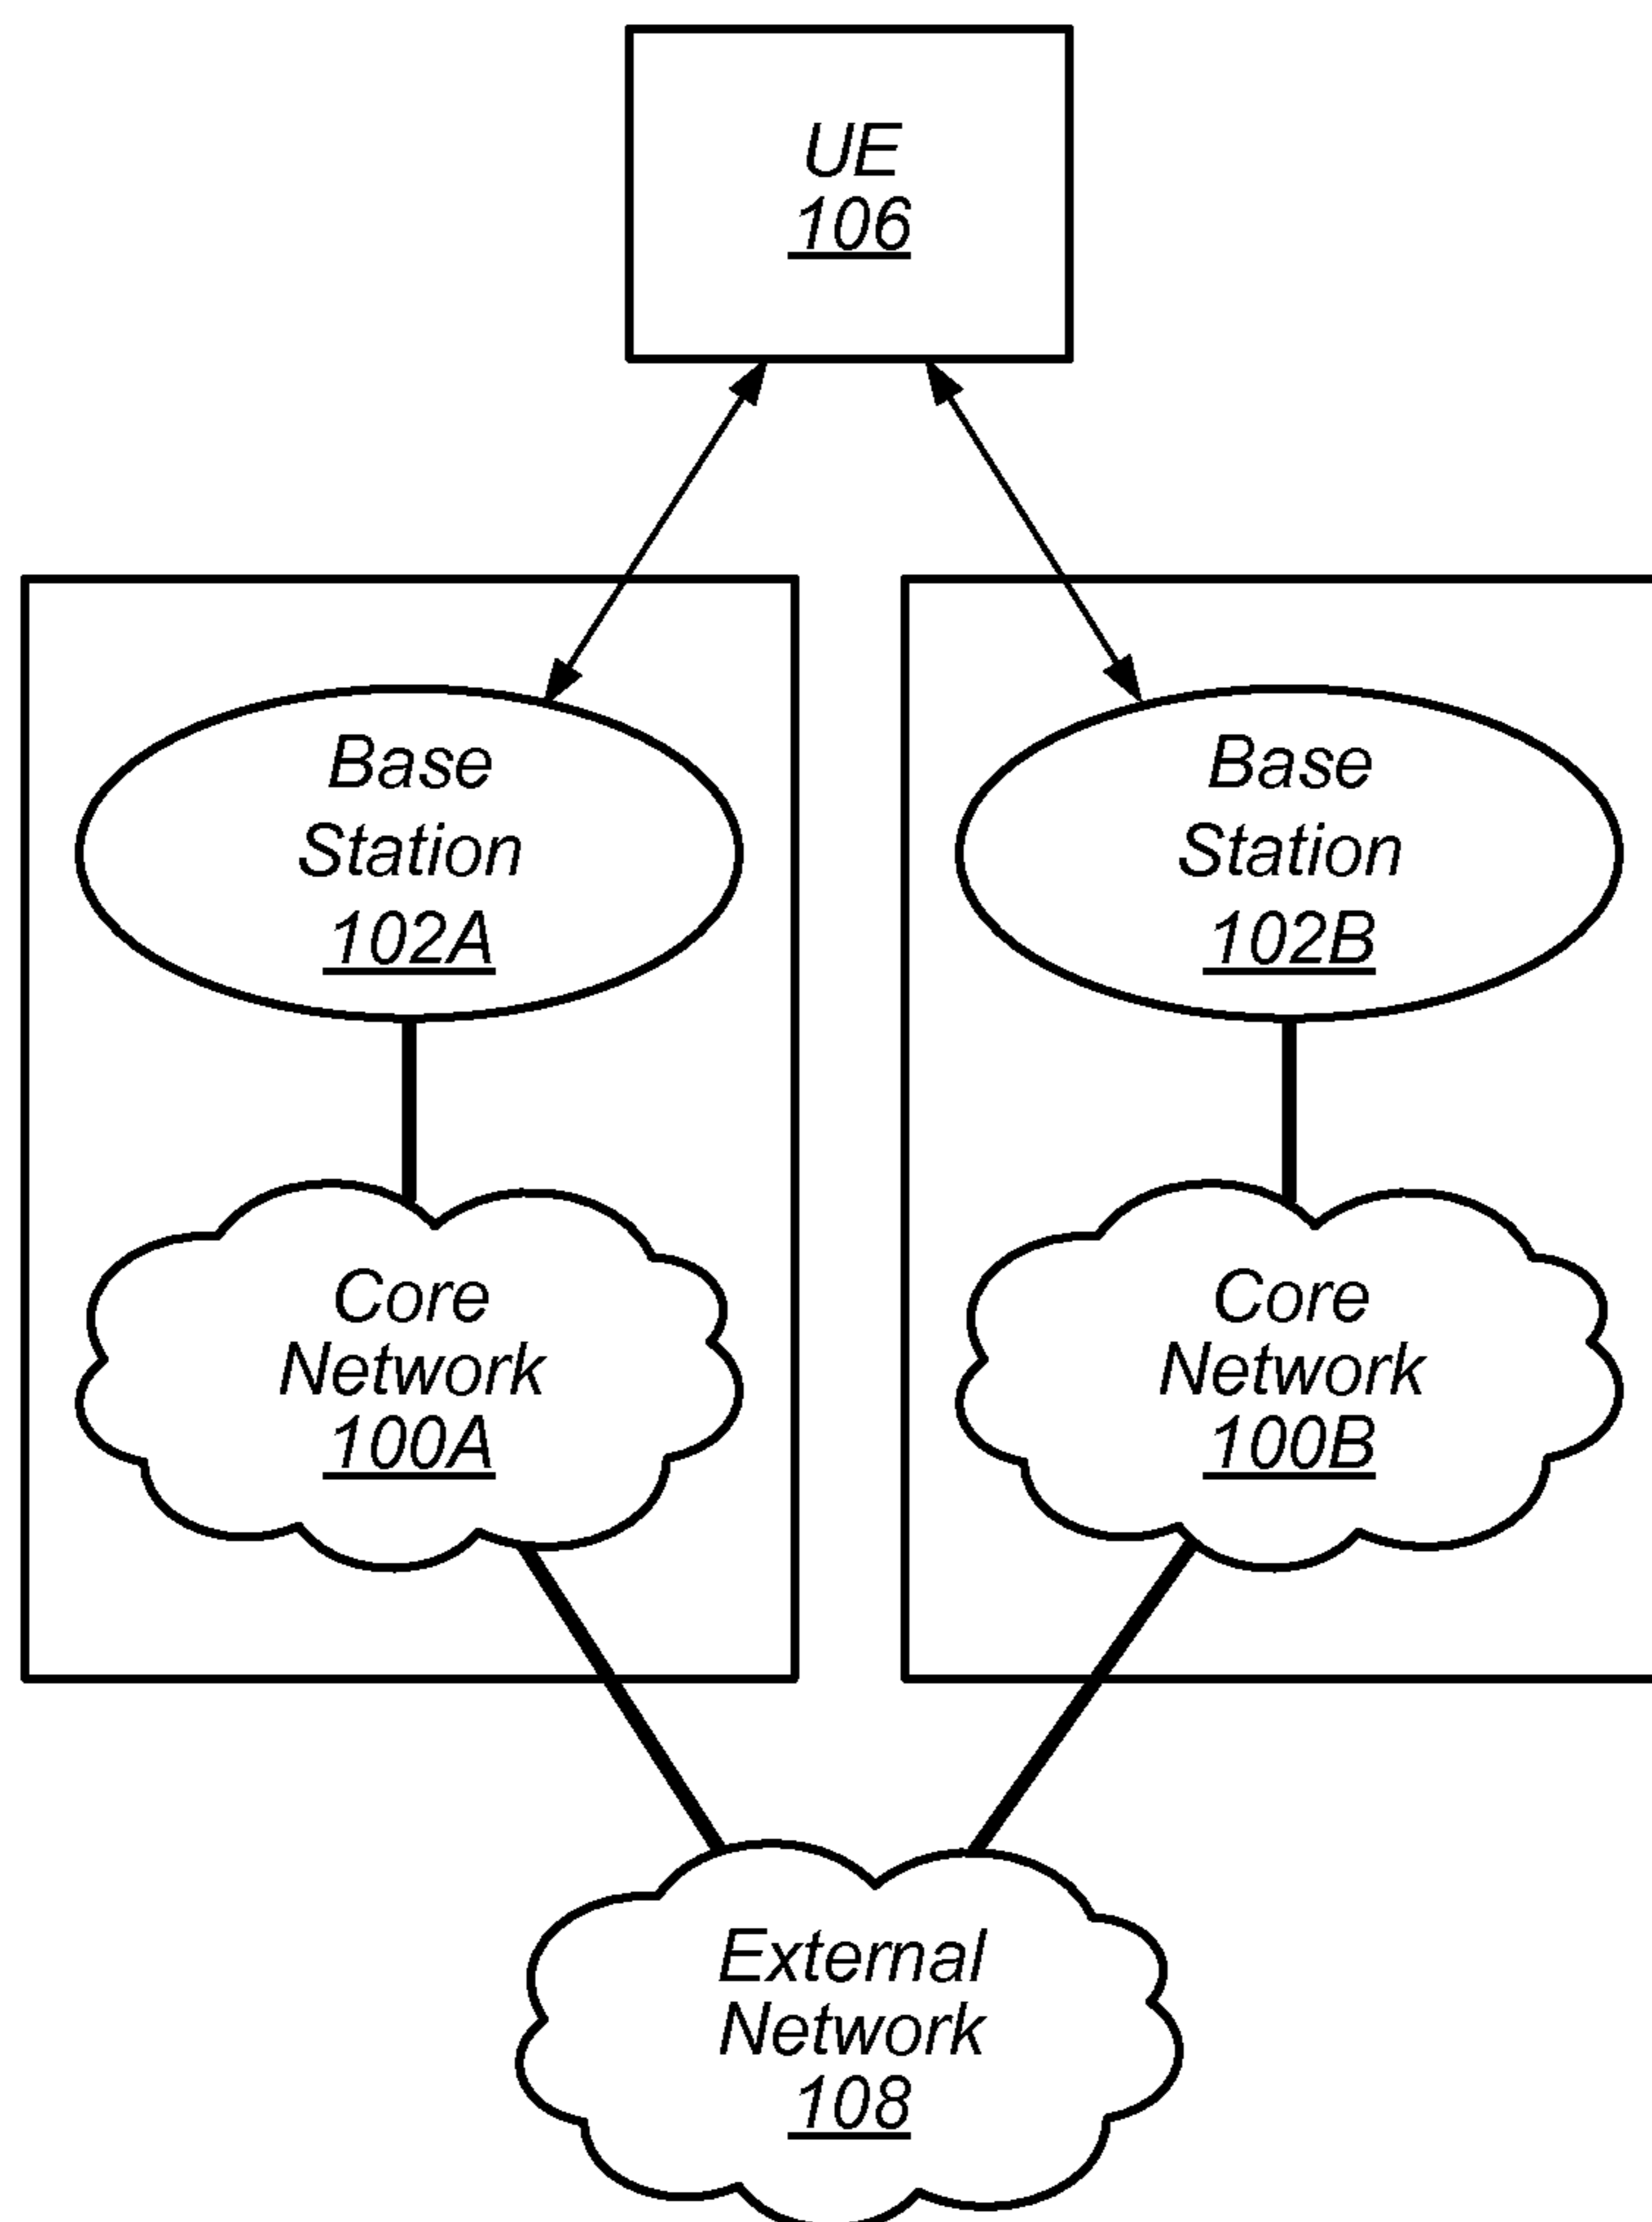 UE
106
Base
Station
102A
Base
Station
102B
Core
Network
100A
Core
Network
100B
External
Network
108